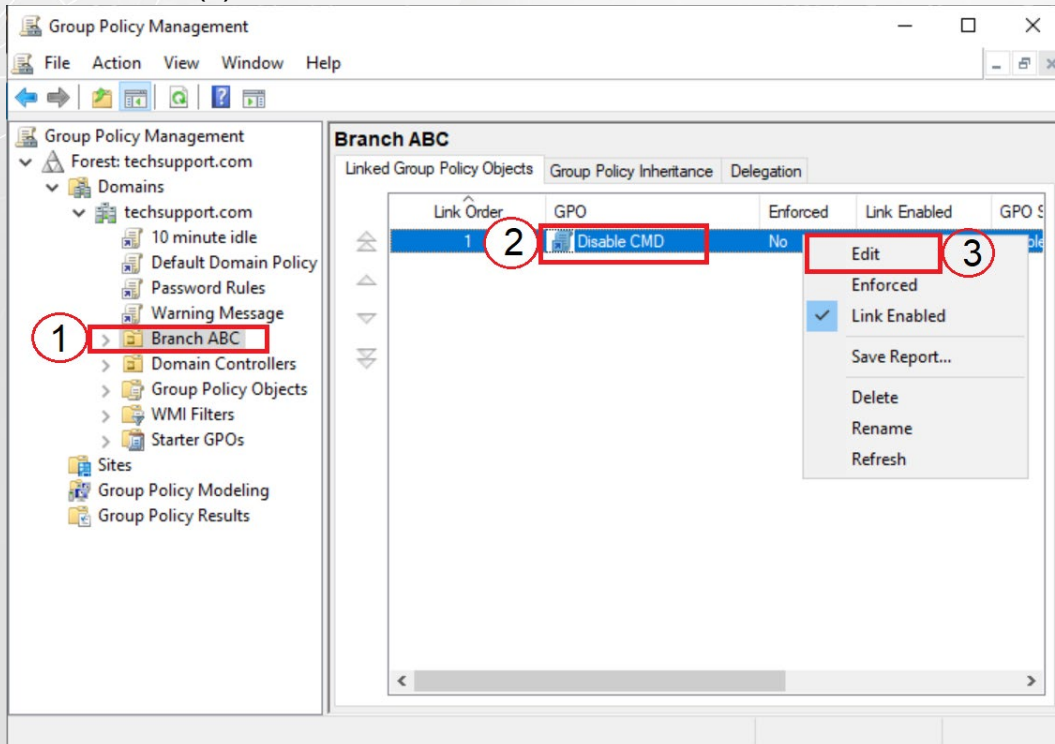 Group Policy Management
File Action View Window Help
Group Policy Management
Forest: techsupport.com
Domains
techsupport.com
10 minute idle
Default Domain Policy
Password Rules
Warning Message
1
Branch ABC
Domain Controllers
Group Policy Objects
WMI Filters
Starter GPOs
Sites
Group Policy Modeling
Group Policy Results
Branch ABC
Linked Group Policy Objects Group Policy Inheritance Delegation
Link Order GPO Enforced Link Enabled GPO S
1 2 Disable CMD No
Edit 3
Enforced
Link Enabled
Save Report...
Delete
Rename
Refresh